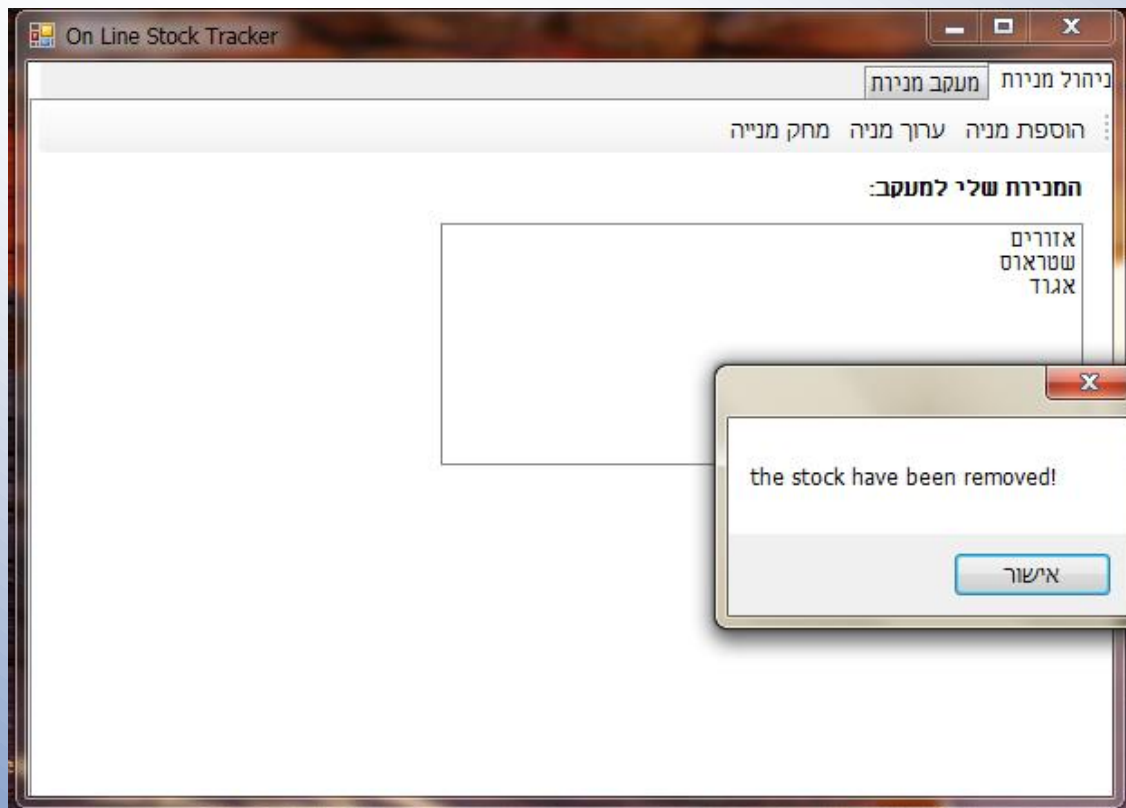 On Line Stock Tracker
ניהול מניות מעקב מניות
הוספת מניה ערוך מניה מחק מנייה
המניות שלי למעקב:
אזורים
שטראוס
אגוד
the stock have been removed!
אישור